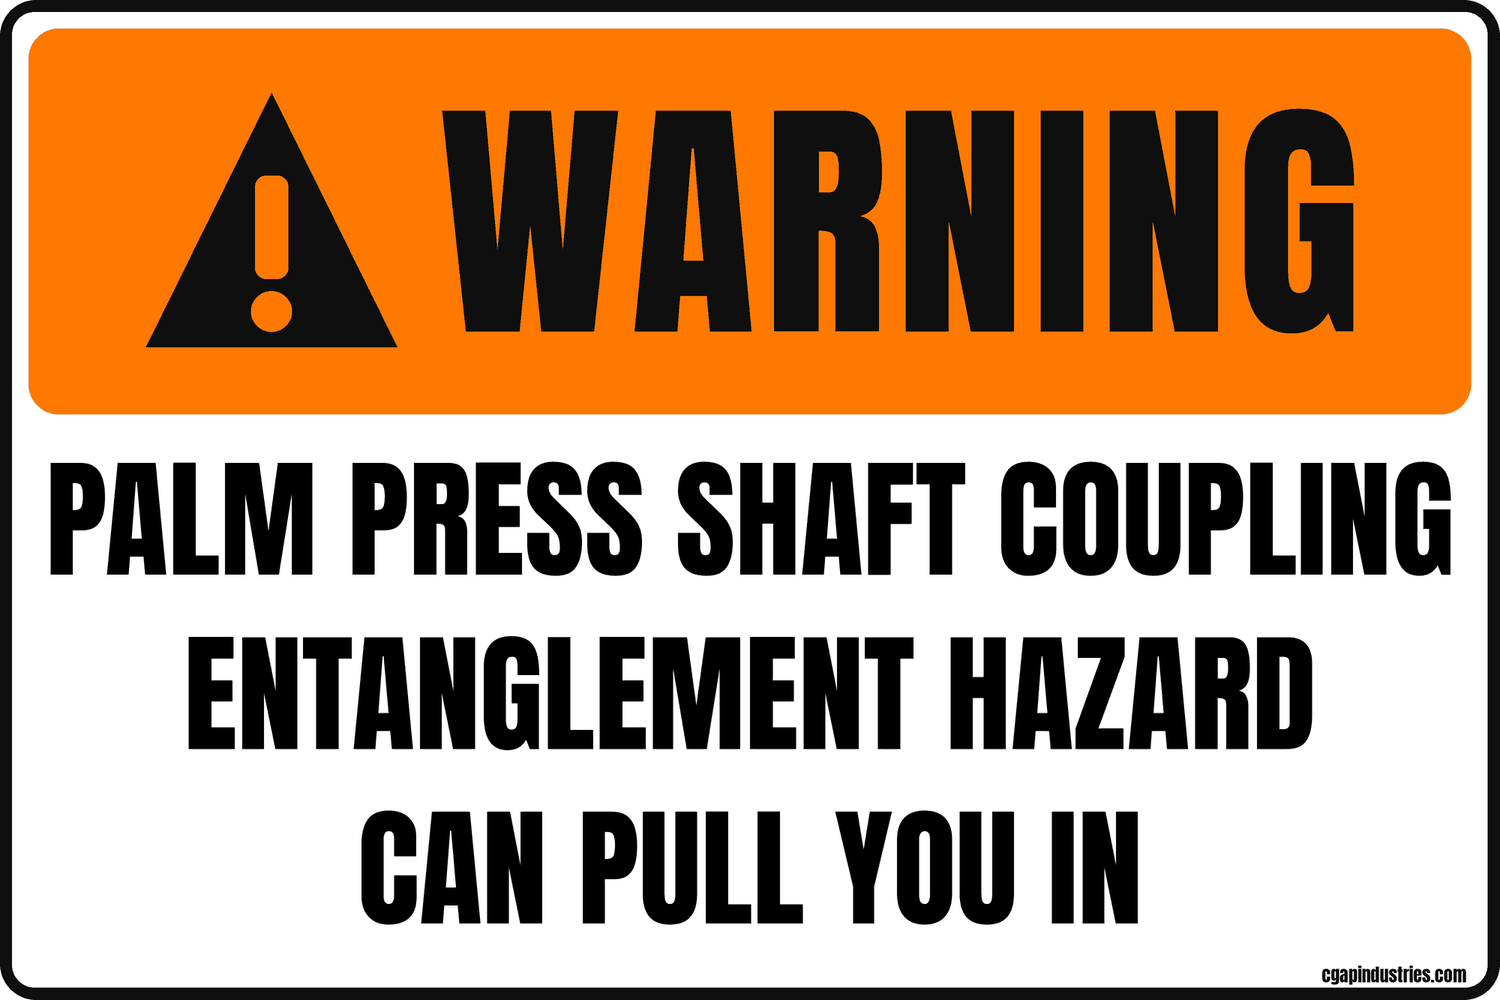 WARNING
PALM PRESS SHAFT COUPLING
ENTANGLEMENT HAZARD
CAN PULL YOU IN
cgapindustries.com